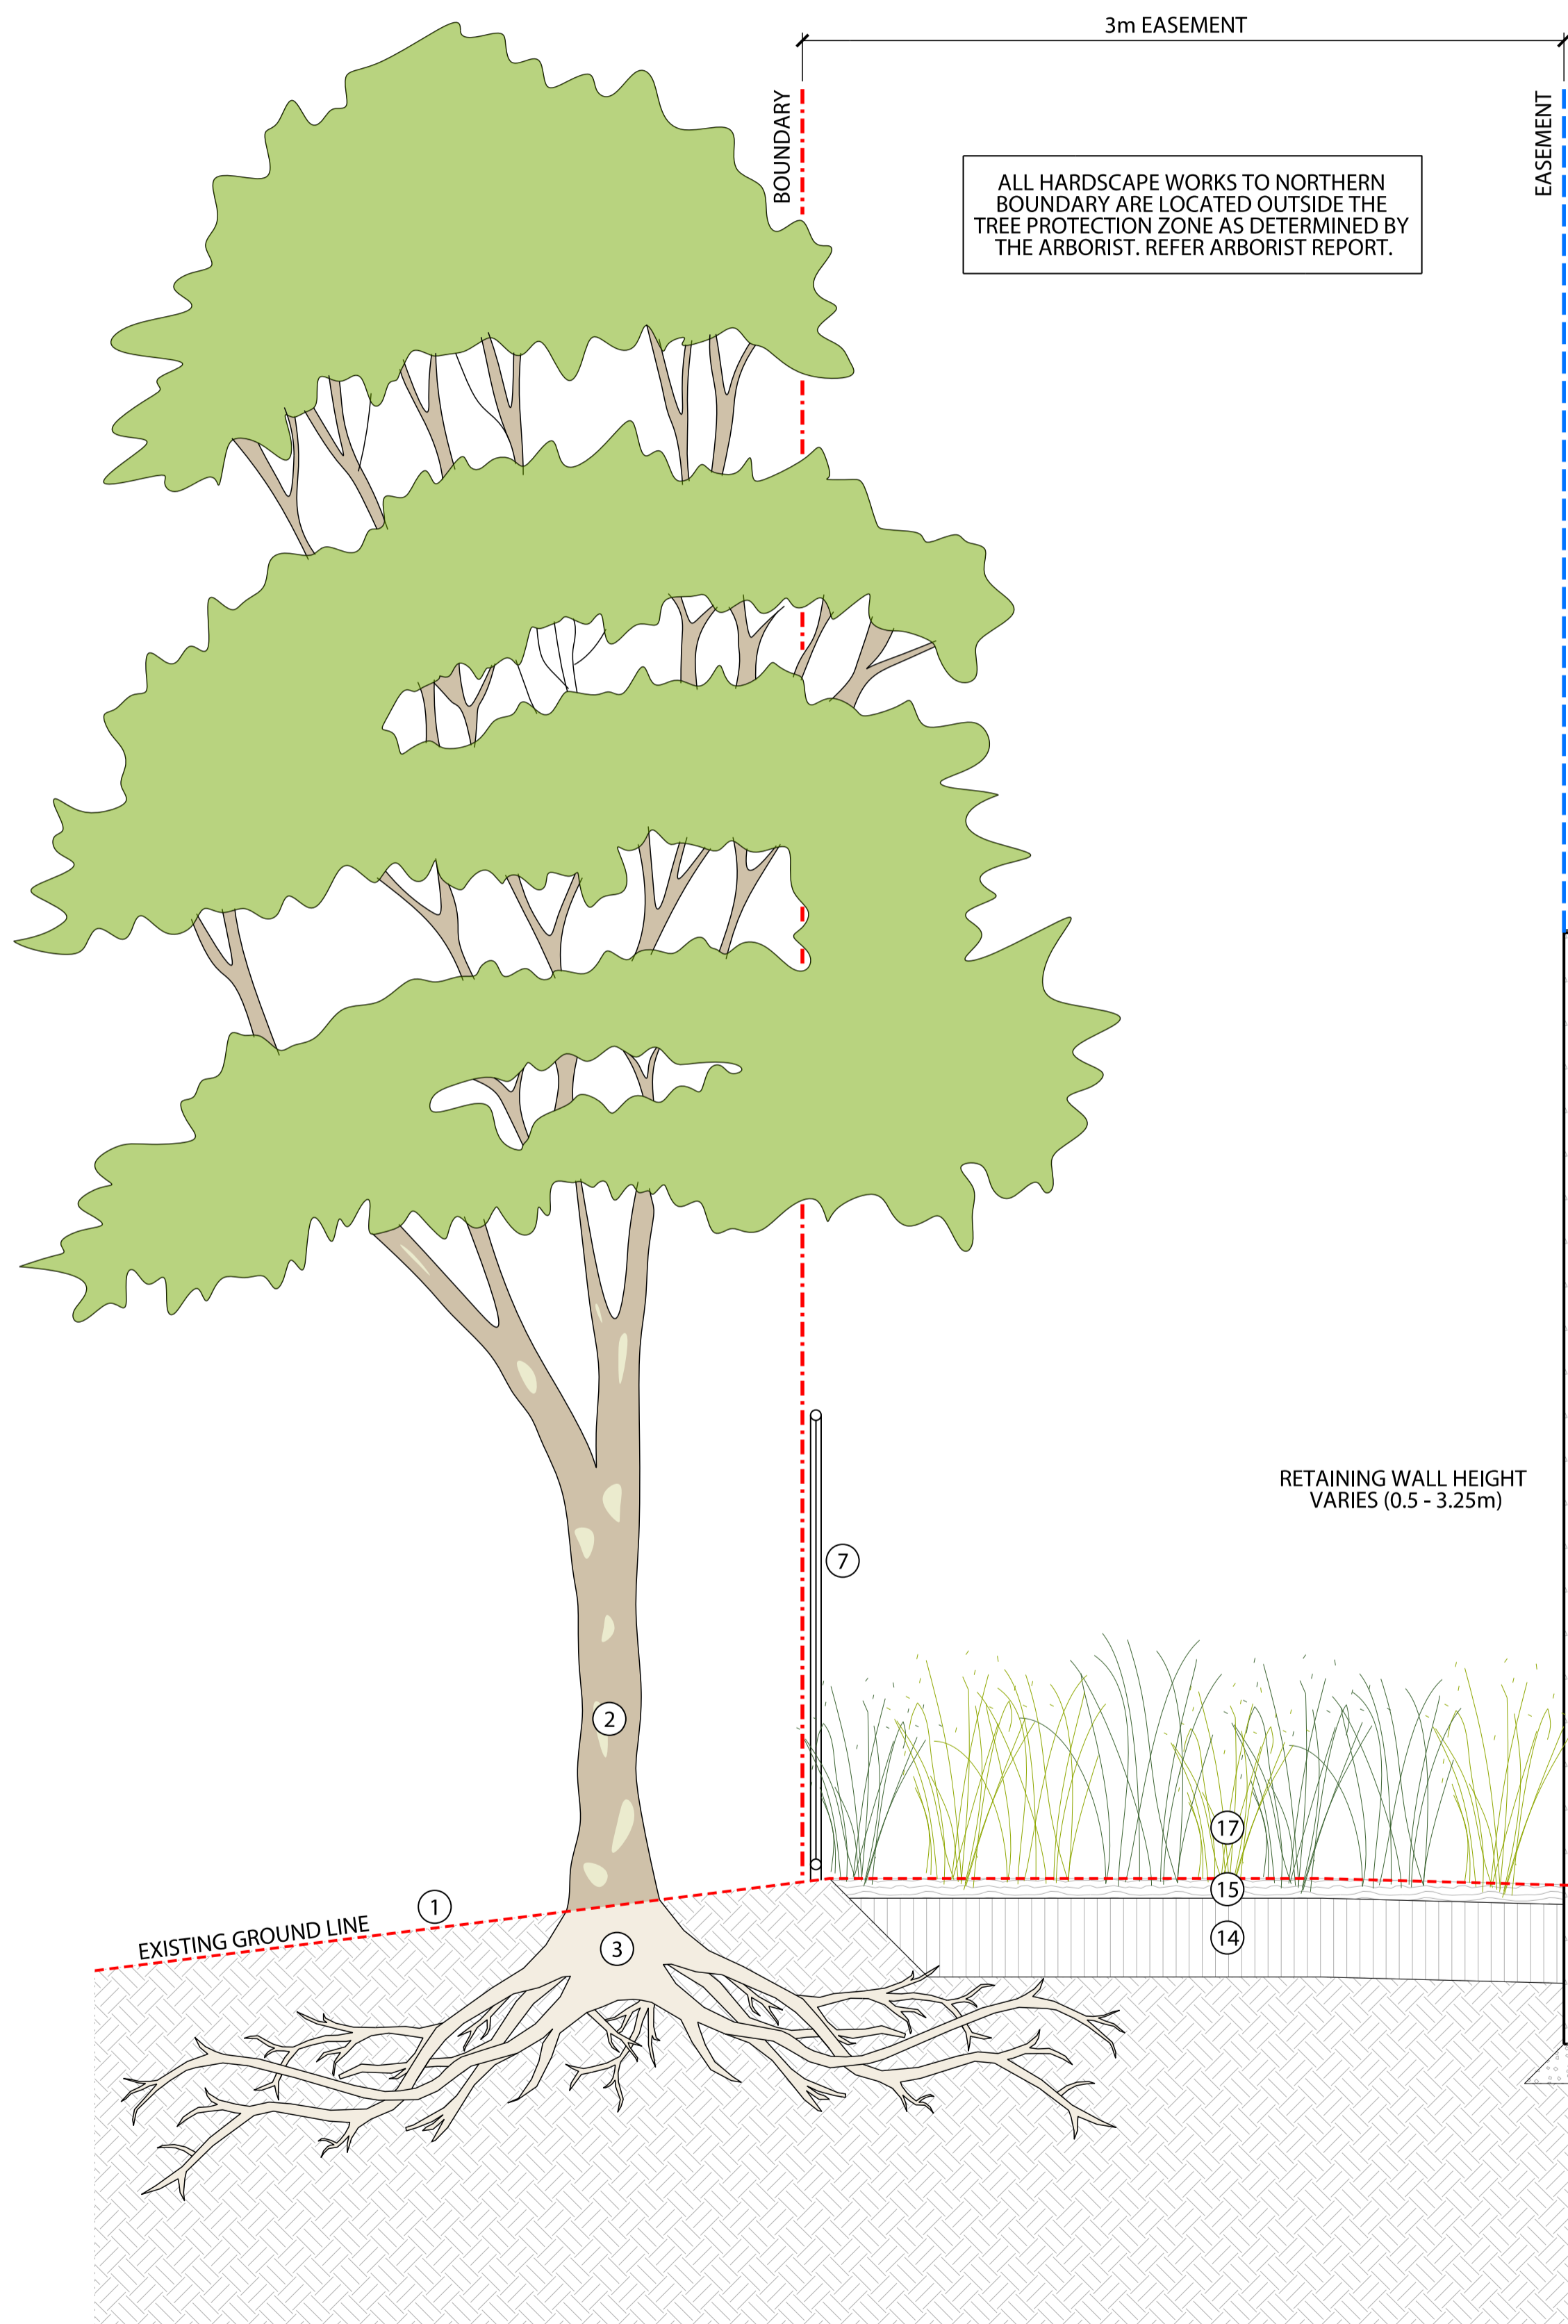 3m EASEMENT
BOUNDARY
EASEMENT
ALL HARDSCAPE WORKS TO NORTHERN
BOUNDARY ARE LOCATED OUTSIDE THE
TREE PROTECTION ZONE AS DETERMINED BY
THE ARBORIST. REFER ARBORIST REPORT.
RETAINING WALL HEIGHT
VARIES (0.5 - 3.25m)
7
2
17
15
1
EXISTING GROUND LINE
14
3